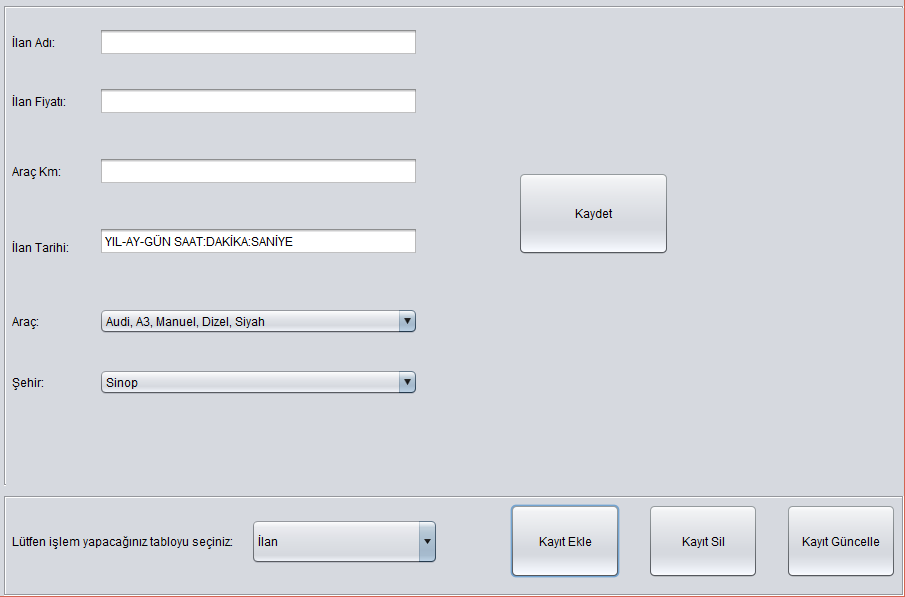 İlan Adı:
İlan Fiyatı:
Araç Km:
Kaydet
İlan Tarihi: YIL-AY-GÜN SAAT:DAKİKA:SANİYE
Araç: Audi, A3, Manuel, Dizel, Siyah
Şehir: Sinop
Lütfen işlem yapacağınız tabloyu seçiniz: İlan Kayıt Ekle Kayıt Sil Kayıt Güncelle